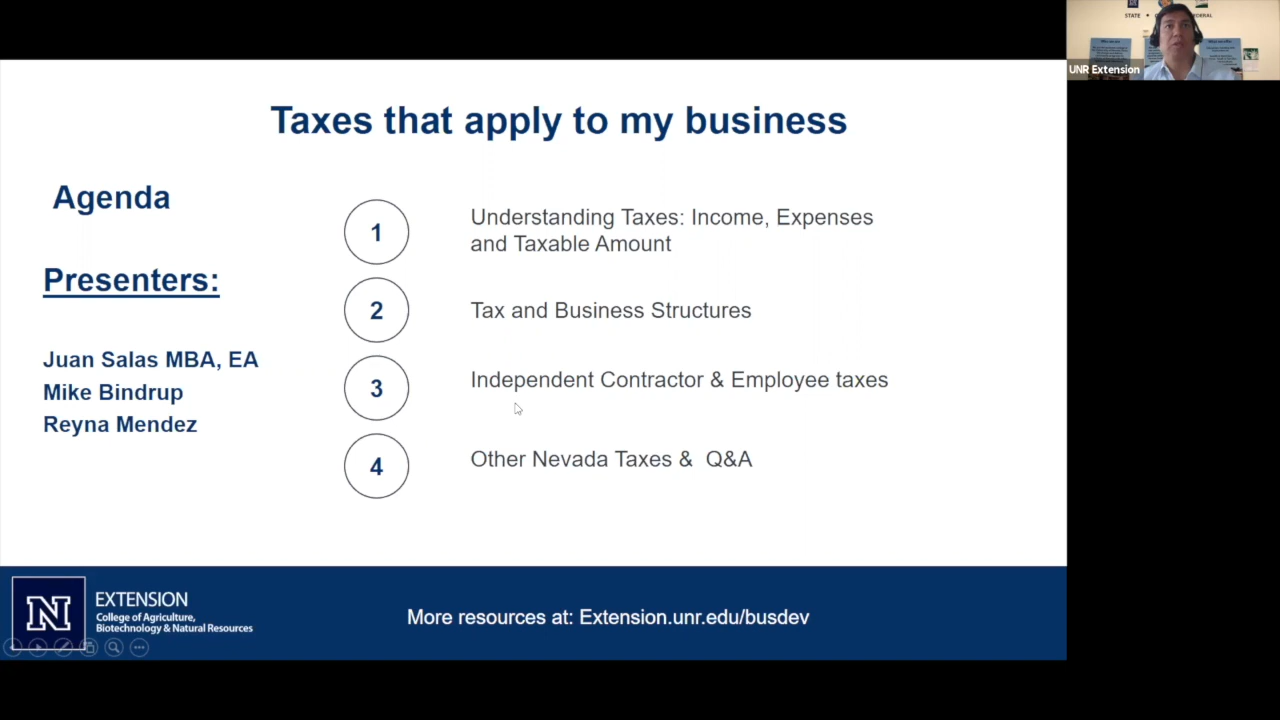 STATE
UNR Extension
Taxes that apply to my business
Agenda
Presenters:
Juan Salas MBA, EA
Mike Bindrup
Reyna Mendez
1
Understanding Taxes: Income, Expenses
and Taxable Amount
2
Tax and Business Structures
3
Independent Contractor & Employee taxes
4
Other Nevada Taxes & Q&A
N
EXTENSION
College of Agriculture,
Biotechnology & Natural Resources
More resources at: Extension.unr.edu/busdev